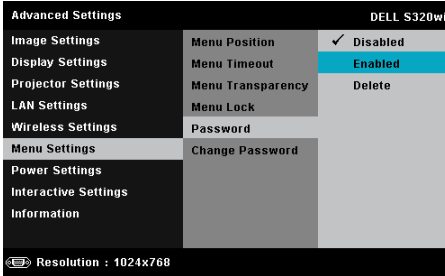 Advanced Settings DELL S320wi
Image Settings Menu Position ✓ Disabled
Display Settings Menu Timeout Enabled
Projector Settings Menu Transparency Delete
LAN Settings Menu Lock
Wireless Settings Password
Menu Settings Change Password
Power Settings
Interactive Settings
Information
Resolution : 1024x768